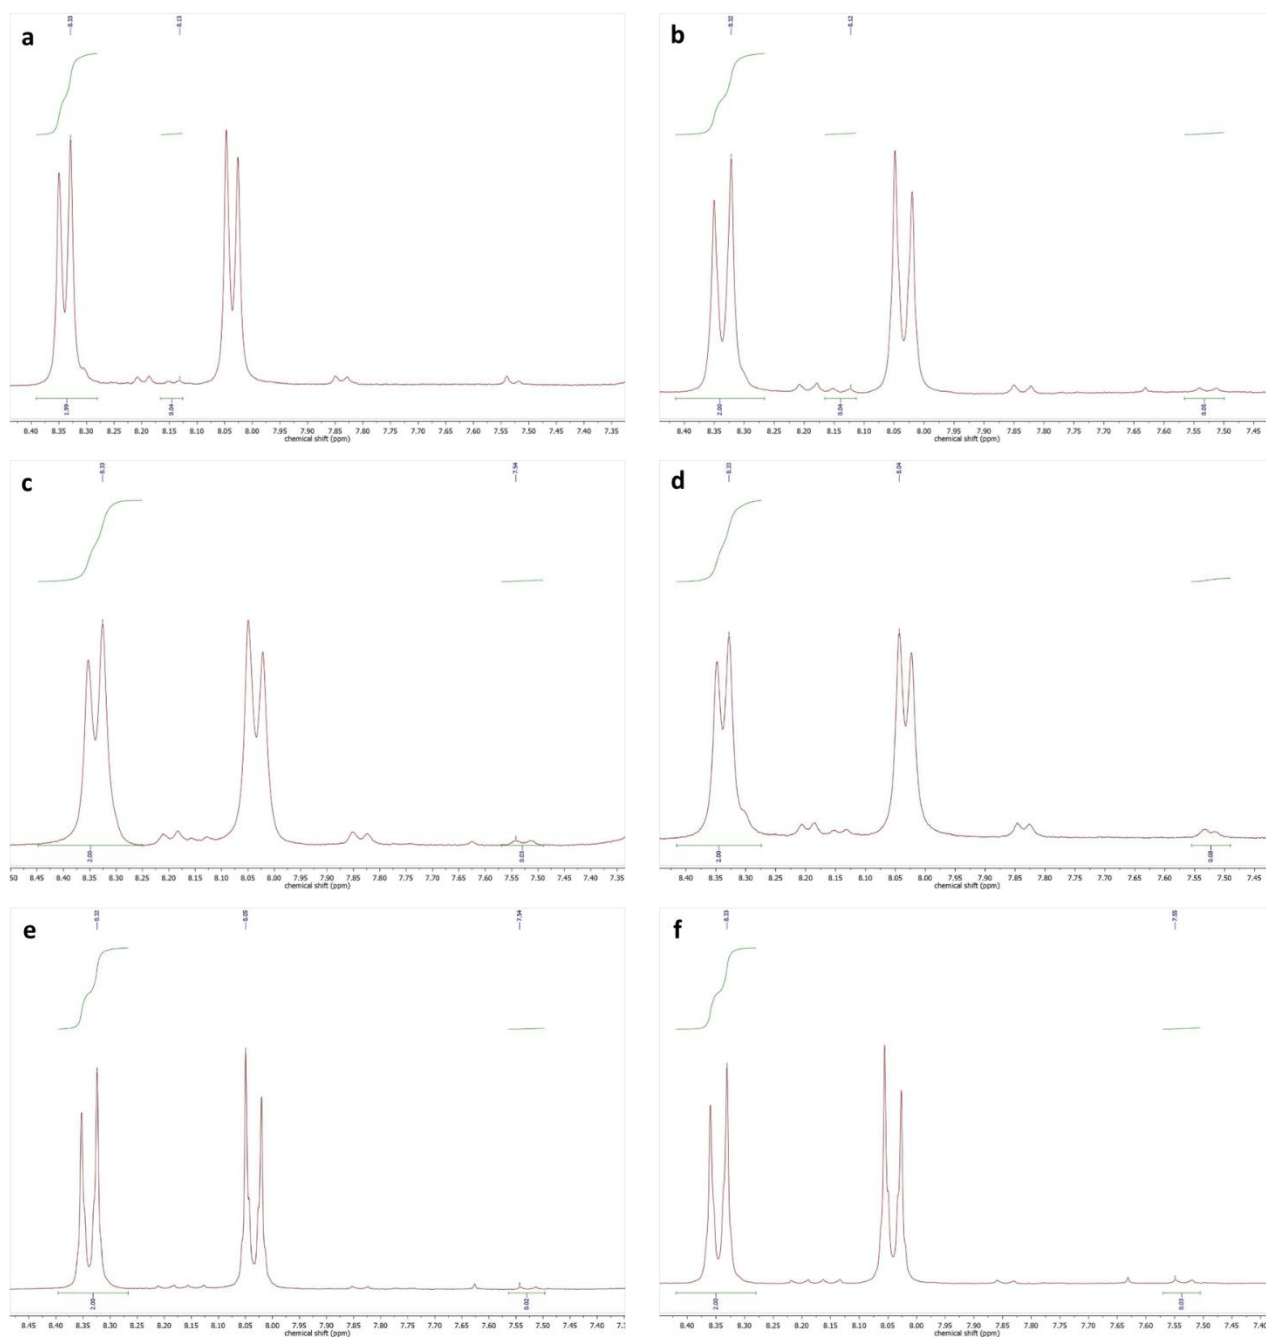 8.33 8.13
a
1.99 0.04
8.40 8.35 8.30 8.25 8.20 8.15 8.10 8.05 8.00 7.95 7.90 7.85 7.80 7.75 7.70 7.65 7.60 7.55 7.50 7.45 7.40 7.35
chemical shift (ppm)
8.32 8.12
b
2.00 0.04 0.05
8.40 8.35 8.30 8.25 8.20 8.15 8.10 8.05 8.00 7.95 7.90 7.85 7.80 7.75 7.70 7.65 7.60 7.55 7.50 7.45
chemical shift (ppm)
8.33 7.54
c
2.00 0.03
50 8.45 8.40 8.35 8.30 8.25 8.20 8.15 8.10 8.05 8.00 7.95 7.90 7.85 7.80 7.75 7.70 7.65 7.60 7.55 7.50 7.45 7.40 7.35
chemical shift (ppm)
8.33 8.04
d
2.00 0.08
8.40 8.35 8.30 8.25 8.20 8.15 8.10 8.05 8.00 7.95 7.90 7.85 7.80 7.75 7.70 7.65 7.60 7.55 7.50 7.45
chemical shift (ppm)
8.32 8.05 7.54
e
2.00 0.02
8.45 8.40 8.35 8.30 8.25 8.20 8.15 8.10 8.05 8.00 7.95 7.90 7.85 7.80 7.75 7.70 7.65 7.60 7.55 7.50 7.45 7.40
chemical shift (ppm)
8.33 7.55
f
2.00 0.03
8.40 8.35 8.30 8.25 8.20 8.15 8.10 8.05 8.00 7.95 7.90 7.85 7.80 7.75 7.70 7.65 7.60 7.55 7.50 7.45 7.40
chemical shift (ppm)